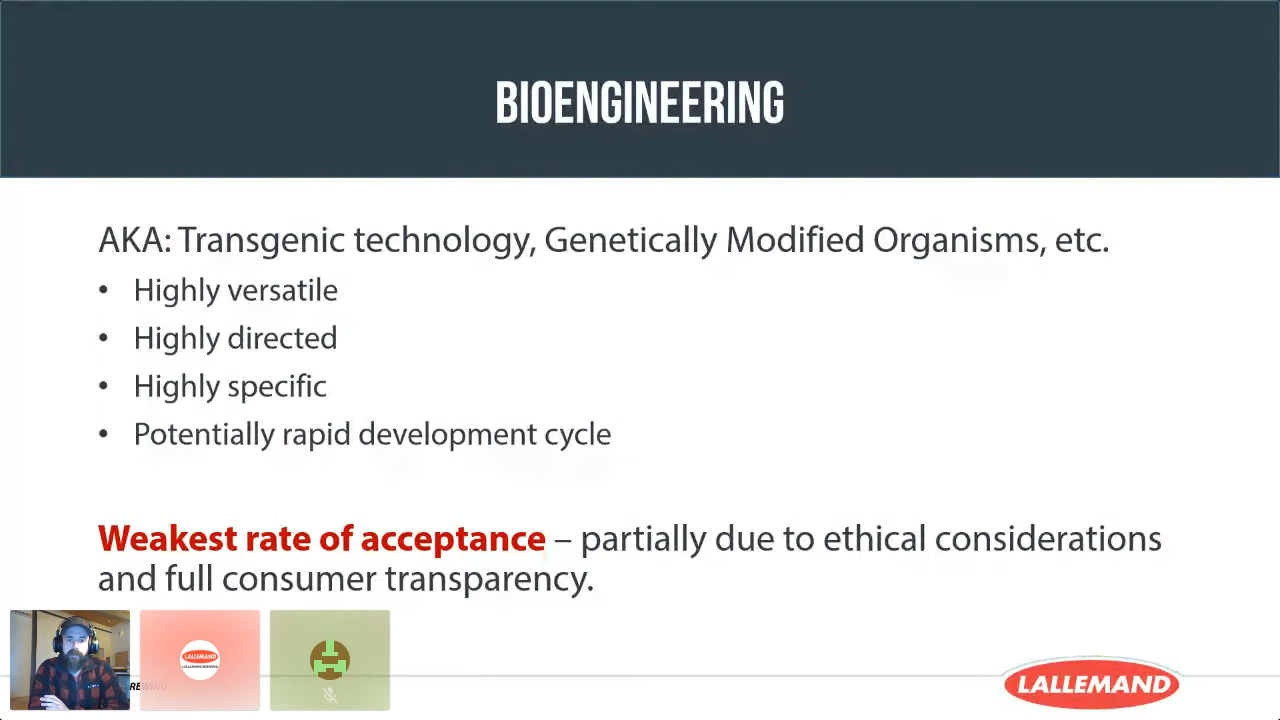 BIOENGINEERING
AKA: Transgenic technology, Genetically Modified Organisms, etc.
• Highly versatile
• Highly directed
• Highly specific
• Potentially rapid development cycle
Weakest rate of acceptance – partially due to ethical considerations
and full consumer transparency.
LALLEMAND
REWING
LALLEMAND